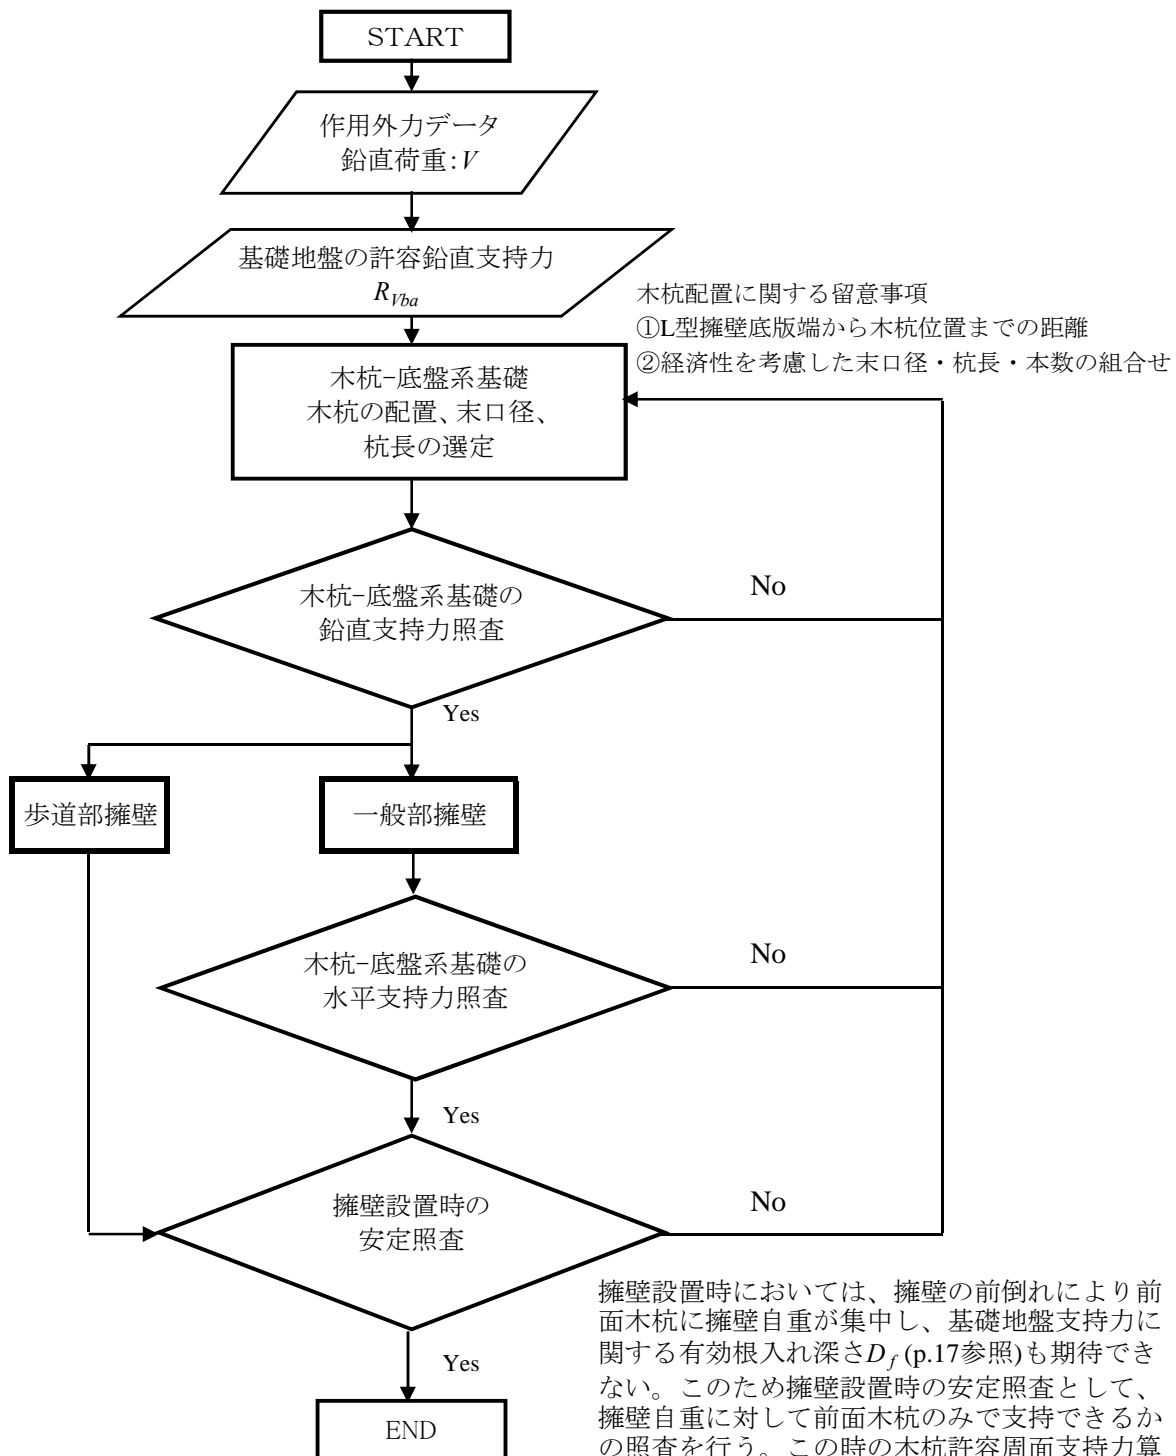 START
作用外力データ
鉛直荷重:V
基礎地盤の許容鉛直支持力
R_Vba
木杭配置に関する留意事項
①L型擁壁底版端から木杭位置までの距離
②経済性を考慮した末口径・杭長・本数の組合せ
木杭-底盤系基礎
木杭の配置、末口径、
杭長の選定
木杭-底盤系基礎の
鉛直支持力照査
No
Yes
歩道部擁壁
一般部擁壁
木杭-底盤系基礎の
水平支持力照査
No
Yes
擁壁設置時の
安定照査
No
擁壁設置時においては、擁壁の前倒れにより前
面木杭に擁壁自重が集中し、基礎地盤支持力に
関する有効根入れ深さD_f (p.17参照)も期待でき
ない。このため擁壁設置時の安定照査として、
擁壁自重に対して前面木杭のみで支持できるか
の照査を行う。この時の木杭許容周面支持力算
Yes
END